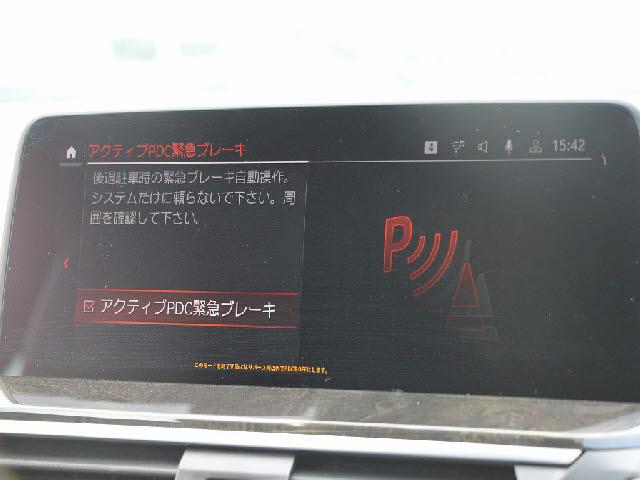 アクティブPDC緊急ブレーキ
4
15:42
後退駐車時の緊急ブレーキ自動操作。
システムだけに頼らないで下さい。周
囲を確認して下さい。
P
アクティブPDC緊急ブレーキ